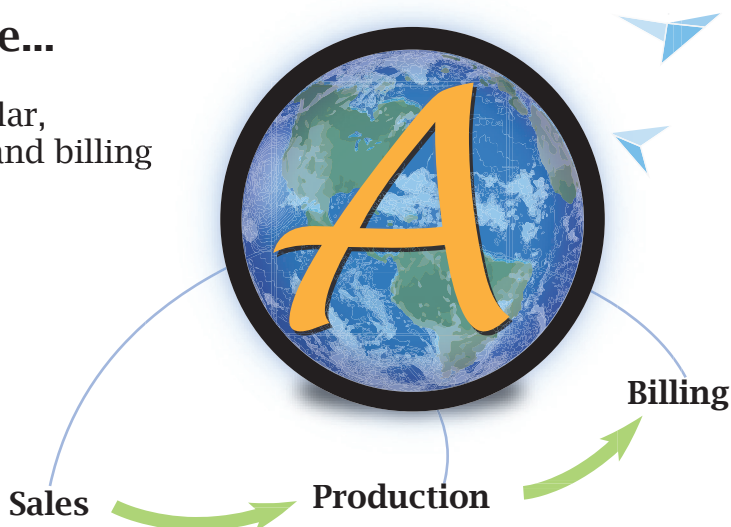 e...
lar,
and billing
A
Billing
Sales
Production